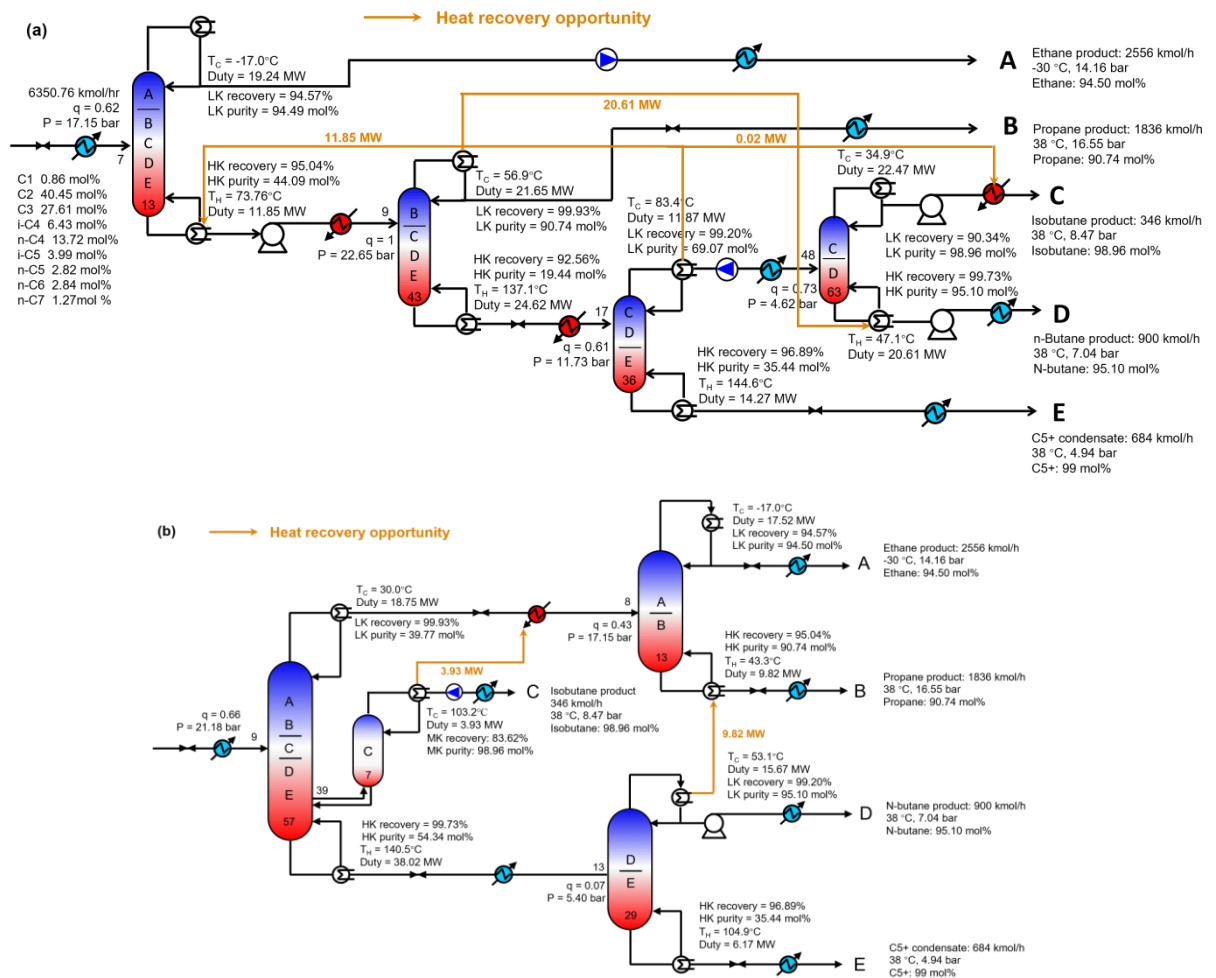 (a)
Heat recovery opportunity
T_C = -17.0°C
Duty = 19.24 MW
LK recovery = 94.57%
LK purity = 94.49 mol%
A
Ethane product: 2556 kmol/h
-30 °C, 14.16 bar
Ethane: 94.50 mol%
6350.76 kmol/hr
q = 0.62
P = 17.15 bar
7
A
B
C
D
E
13
C1 0.86 mol%
C2 40.45 mol%
C3 27.61 mol%
i-C4 6.43 mol%
n-C4 13.72 mol%
i-C5 3.99 mol%
n-C5 2.82 mol%
n-C6 2.84 mol%
n-C7 1.27mol %
11.85 MW
20.61 MW
0.02 MW
HK recovery = 95.04%
HK purity = 44.09 mol%
T_H = 73.76°C
Duty = 11.85 MW
9
q = 1
P = 22.65 bar
B
C
D
E
43
T_C = 56.9°C
Duty = 21.65 MW
LK recovery = 99.93%
LK purity = 90.74 mol%
B
Propane product: 1836 kmol/h
38 °C, 16.55 bar
Propane: 90.74 mol%
HK recovery = 92.56%
HK purity = 19.44 mol%
T_H = 137.1°C
Duty = 24.62 MW
17
q = 0.61
P = 11.73 bar
C
D
E
36
T_C = 83.4°C
Duty = 11.87 MW
LK recovery = 99.20%
LK purity = 69.07 mol%
48
q = 0.73
P = 4.62 bar
C
D
63
T_C = 34.9°C
Duty = 22.47 MW
LK recovery = 90.34%
LK purity = 98.96 mol%
C
Isobutane product: 346 kmol/h
38 °C, 8.47 bar
Isobutane: 98.96 mol%
HK recovery = 99.73%
HK purity = 95.10 mol%
T_H = 47.1°C
Duty = 20.61 MW
D
n-Butane product: 900 kmol/h
38 °C, 7.04 bar
N-butane: 95.10 mol%
HK recovery = 96.89%
HK purity = 35.44 mol%
T_H = 144.6°C
Duty = 14.27 MW
E
C5+ condensate: 684 kmol/h
38 °C, 4.94 bar
C5+: 99 mol%
(b)
Heat recovery opportunity
T_C = -17.0°C
Duty = 17.52 MW
LK recovery = 94.57%
LK purity = 94.50 mol%
A
Ethane product: 2556 kmol/h
-30 °C, 14.16 bar
Ethane: 94.50 mol%
T_C = 30.0°C
Duty = 18.75 MW
LK recovery = 99.93%
LK purity = 39.77 mol%
8
q = 0.43
P = 17.15 bar
A
B
13
HK recovery = 95.04%
HK purity = 90.74 mol%
T_H = 43.3°C
Duty = 9.82 MW
B
Propane product: 1836 kmol/h
38 °C, 16.55 bar
Propane: 90.74 mol%
3.93 MW
q = 0.66
P = 21.18 bar
9
A
B
C
D
E
57
39
C
7
C
Isobutane product
346 kmol/h
38 °C, 8.47 bar
Isobutane: 98.96 mol%
T_C = 103.2℃
Duty = 3.93 MW
MK recovery: 83.62%
MK purity: 98.96 mol%
9.82 MW
T_C = 53.1°C
Duty = 15.67 MW
LK recovery = 99.20%
LK purity = 95.10 mol%
D
N-butane product: 900 kmol/h
38 °C, 7.04 bar
N-butane: 95.10 mol%
HK recovery = 99.73%
HK purity = 54.34 mol%
T_H = 140.5°C
Duty = 38.02 MW
13
q = 0.07
P = 5.40 bar
D
E
29
HK recovery = 96.89%
HK purity = 35.44 mol%
T_H = 104.9°C
Duty = 6.17 MW
E
C5+ condensate: 684 kmol/h
38 °C, 4.94 bar
C5+: 99 mol%